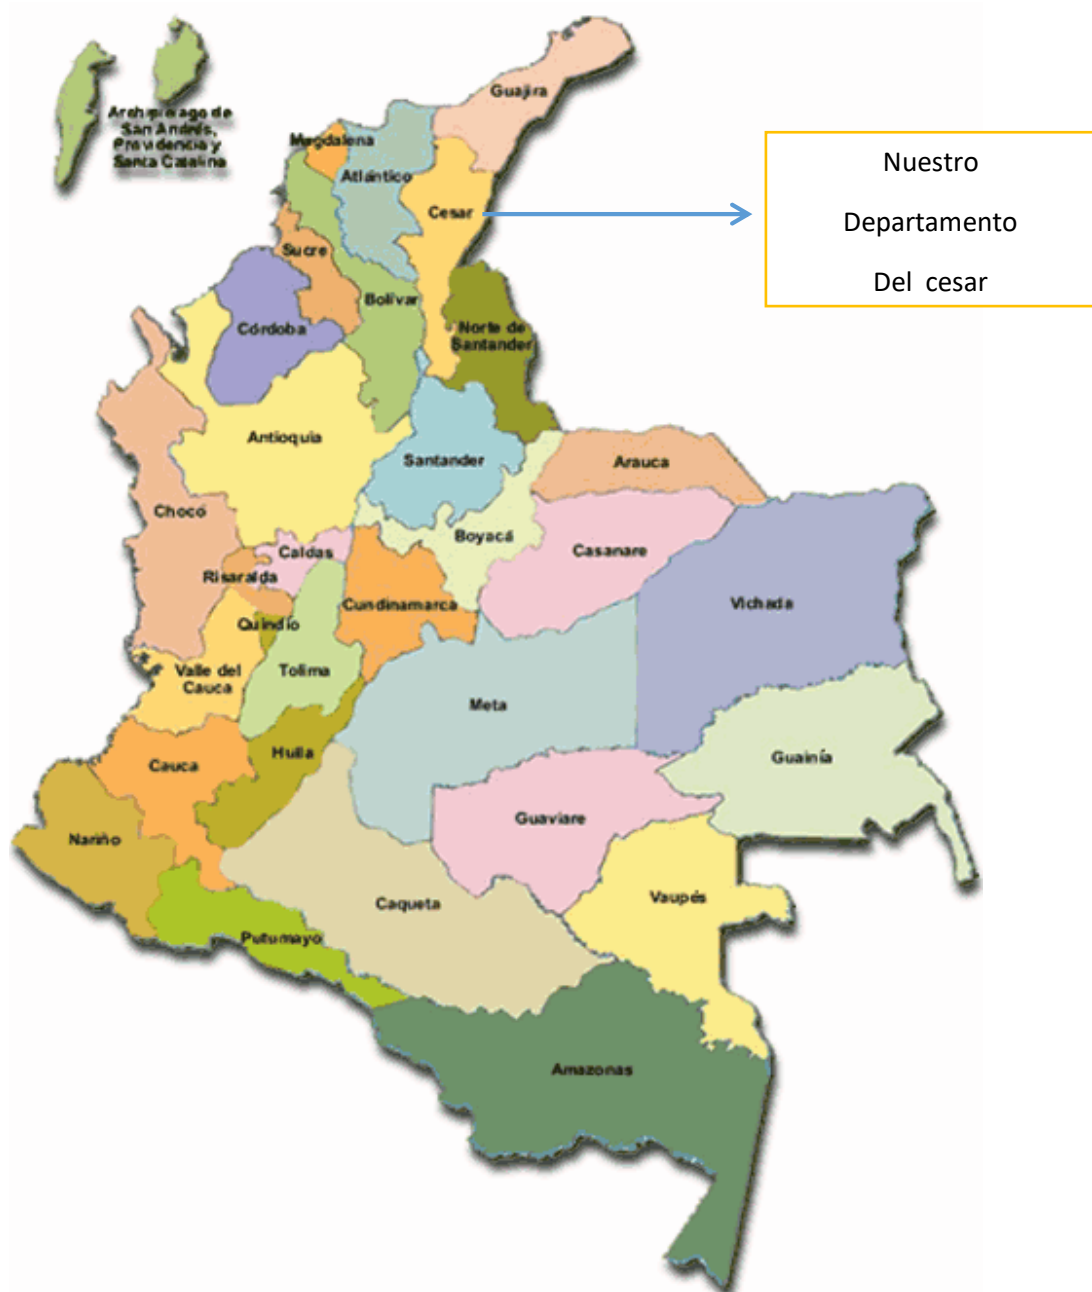 Archipielago de
San Andrés,
Providencia y
Santa Catalina
Guajira
Magdalena
Atlántico
Cesar
Nuestro
Departamento
Del cesar
Sucre
Bolívar
Córdoba
Norte de
Santander
Antioquia
Santander
Arauca
Chocó
Boyacá
Caldas
Casanare
Risaralda
Cundinamarca
Vichada
Quindío
Valle del
Cauca
Tolima
Meta
Cauca
Huila
Guainía
Guaviare
Nariño
Caqueta
Vaupés
Putumayo
Amazonas